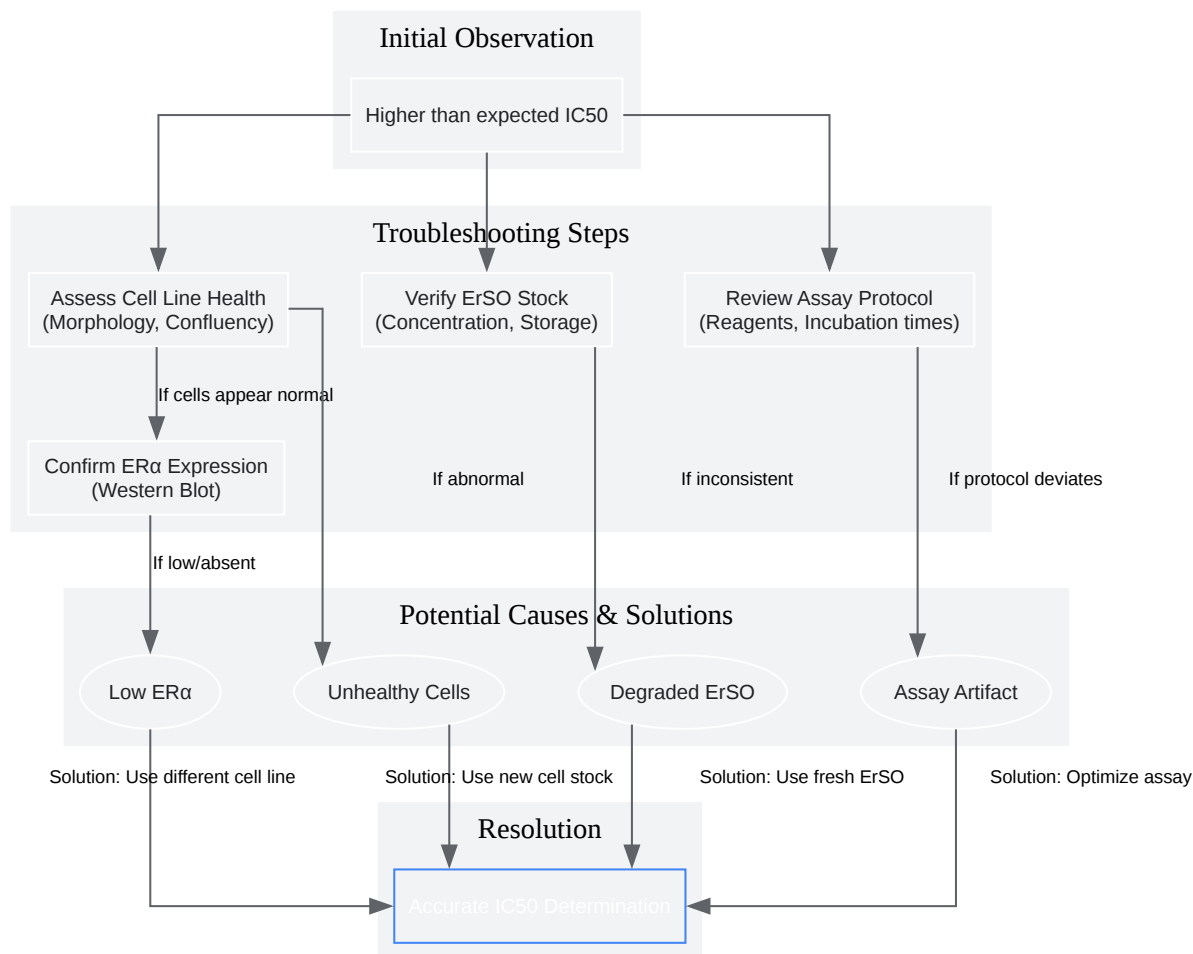 Initial Observation
Higher than expected IC50
Troubleshooting Steps
Assess Cell Line Health
(Morphology, Confluency)
Verify ErSO Stock
(Concentration, Storage)
Review Assay Protocol
(Reagents, Incubation times)
If cells appear normal
Confirm ERα Expression
(Western Blot)
If abnormal
If inconsistent
If protocol deviates
If low/absent
Potential Causes & Solutions
Low ERα
Unhealthy Cells
Degraded ErSO
Assay Artifact
Solution: Use different cell line
Solution: Use new cell stock
Solution: Use fresh ErSO
Solution: Optimize assay
Resolution
Accurate IC50 Determination